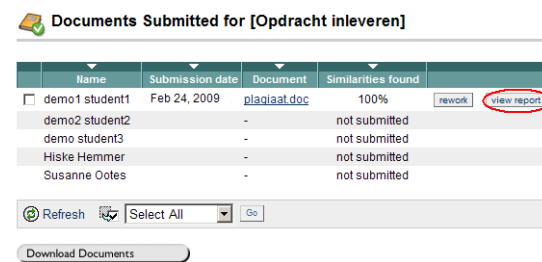 Documents Submitted for [Opdracht inleveren]
Name Submission date Document Similarities found
demo1 student1 Feb 24, 2009 plagiaat.doc 100% rework view report
demo2 student2 - not submitted
demo student3 - not submitted
Hiske Hemmer - not submitted
Susanne Ootes - not submitted
Refresh Select All Go
Download Documents